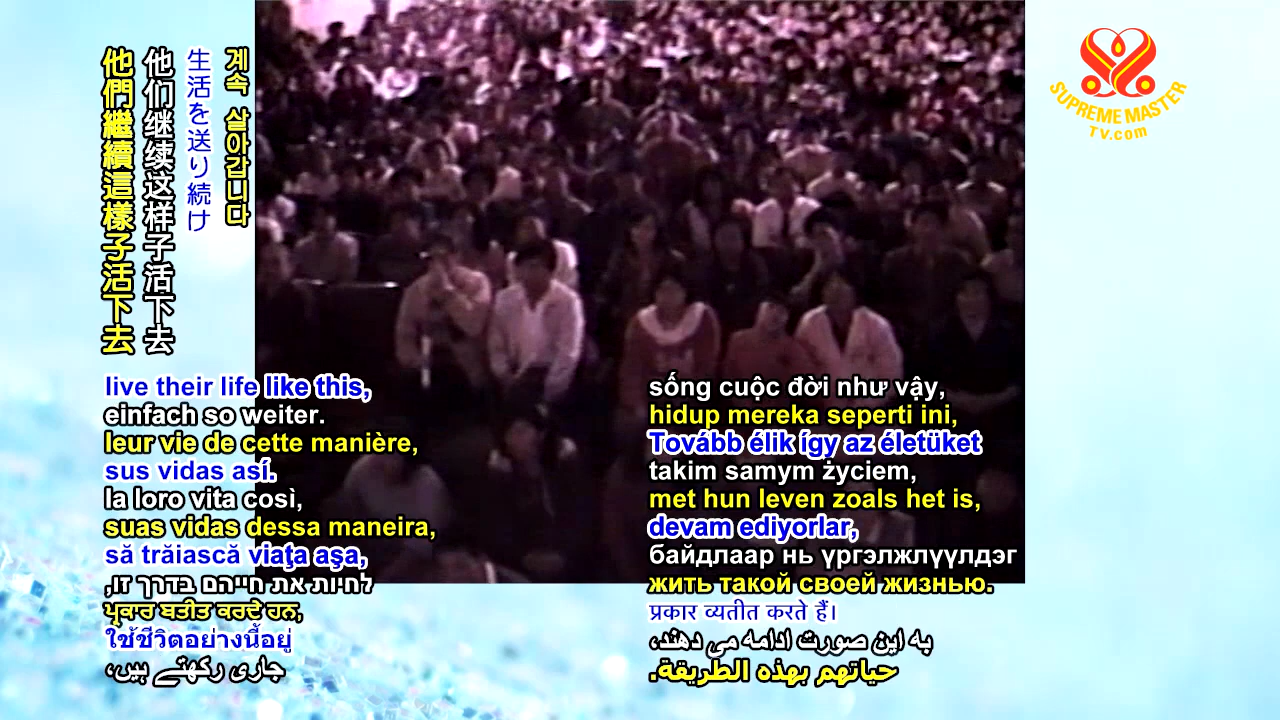 계속 살아갑니다
生活を送り続け
他们继续这样子活下去
他們繼續這樣子活下去
SUPREME MASTER
TV.com
live their life like this,
einfach so weiter.
leur vie de cette manière,
sus vidas así.
la loro vita così,
suas vidas dessa maneira,
să trăiască viaţa aşa,
לחיות את חייהם בדרך זו,
ਪ੍ਰਕਾਰ ਬਤੀਤ ਕਰਦੇ ਹਨ,
ใช้ชีวิตอย่างนี้อยู่
جاری رکھتے ہیں،
sống cuộc đời như vậy,
hidup mereka seperti ini,
Tovább élik így az életüket
takim samym życiem,
met hun leven zoals het is,
devam ediyorlar,
байдлаар нь үргэлжлүүлдэг
жить такой своей жизнью.
प्रकार व्यतीत करते हैं।
به این صورت ادامه می دهند،
حياتهم بهذه الطريقة.